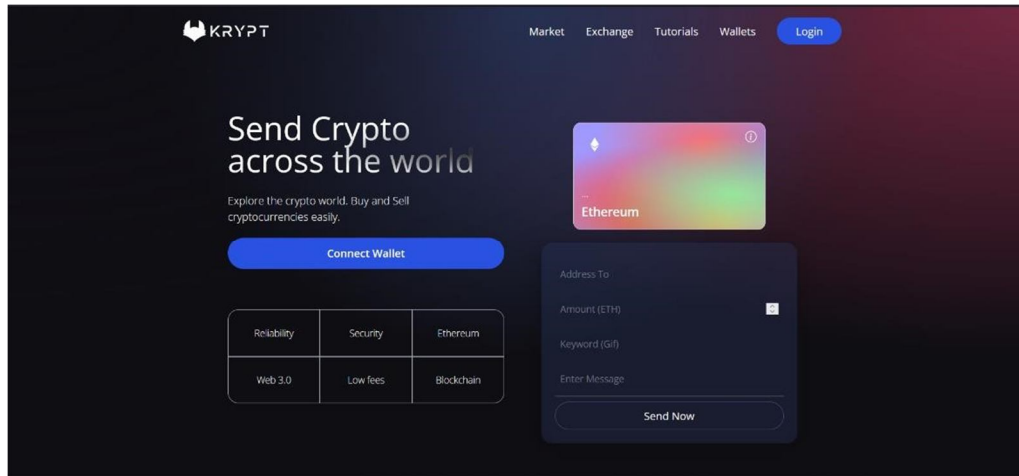 KRYPT
Market Exchange Tutorials Wallets Login
Send Crypto
across the world
Explore the crypto world. Buy and Sell
cryptocurrencies easily.
Connect Wallet
Reliability Security Ethereum
Web 3.0 Low fees Blockchain
Ethereum
Address To
Amount (ETH)
Keyword (Gif)
Enter Message
Send Now